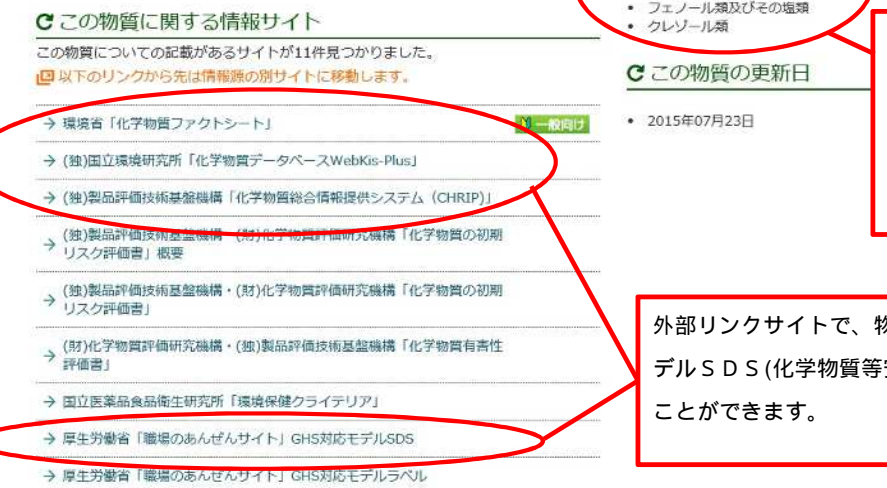 この物質に関する情報サイト
この物質についての記載があるサイトが11件見つかりました。
以下のリンクから先は情報源の別サイトに移動します。
→ 環境省「化学物質ファクトシート」
一般向け
→ (独)国立環境研究所「化学物質データベースWebKis-Plus」
→ (独)製品評価技術基盤機構「化学物質総合情報提供システム（CHRIP)」
→ (独)製品評価技術基盤機構・(財)化学物質評価研究機構「化学物質の初期
リスク評価書」概要
→ (独)製品評価技術基盤機構・(財)化学物質評価研究機構「化学物質の初期
リスク評価書」
→ (財)化学物質評価研究機構・(独)製品評価技術基盤機構「化学物質有害性
評価書」
→ 国立医薬品食品衛生研究所「環境保健クライテリア」
→ 厚生労働省「職場のあんぜんサイト」GHS対応モデルSDS
→ 厚生労働省「職場のあんぜんサイト」GHS対応モデルラベル
• フェノール類及びその塩類
• クレゾール類
この物質の更新日
• 2015年07月23日
外部リンクサイトで、物
デルＳＤＳ(化学物質等
ことができます。